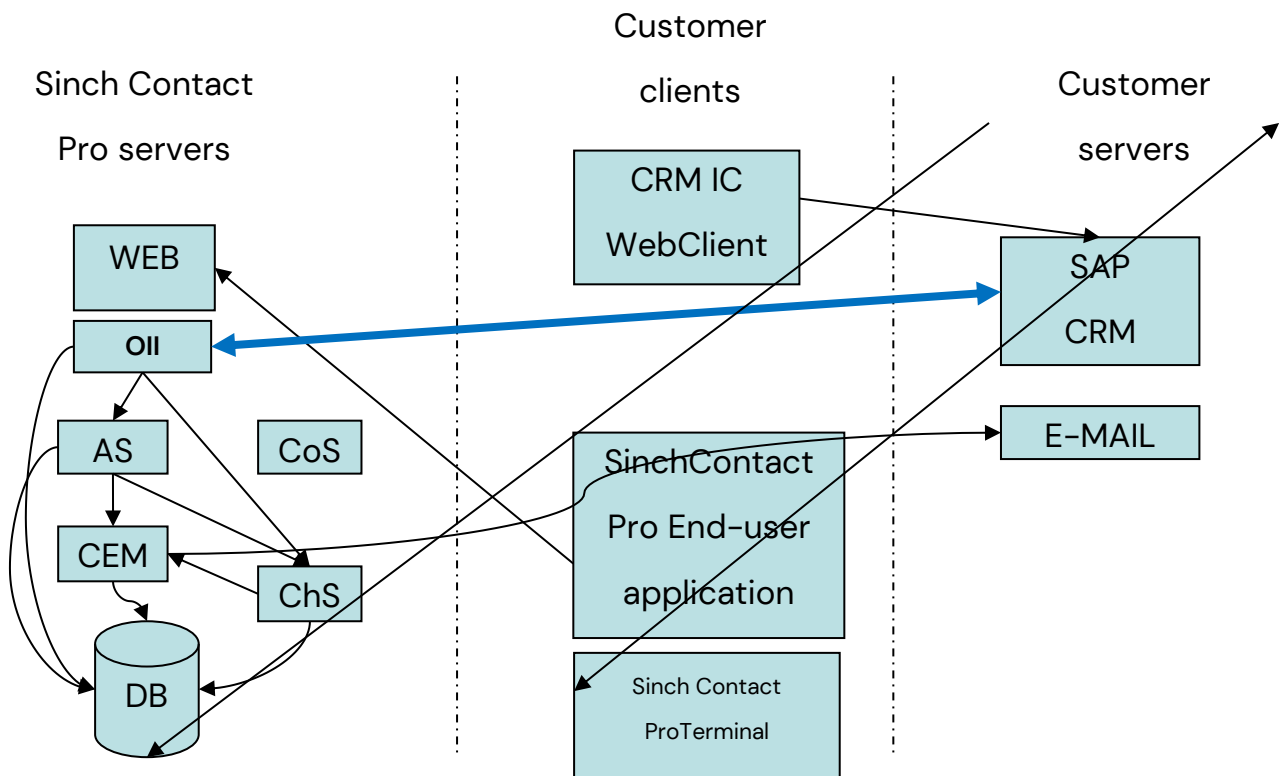 Sinch Contact
Pro servers
Customer
clients
Customer
servers
WEB
OII
AS
CoS
CEM
ChS
DB
CRM IC
WebClient
SinchContact
Pro End-user
application
Sinch Contact
ProTerminal
SAP
CRM
E-MAIL